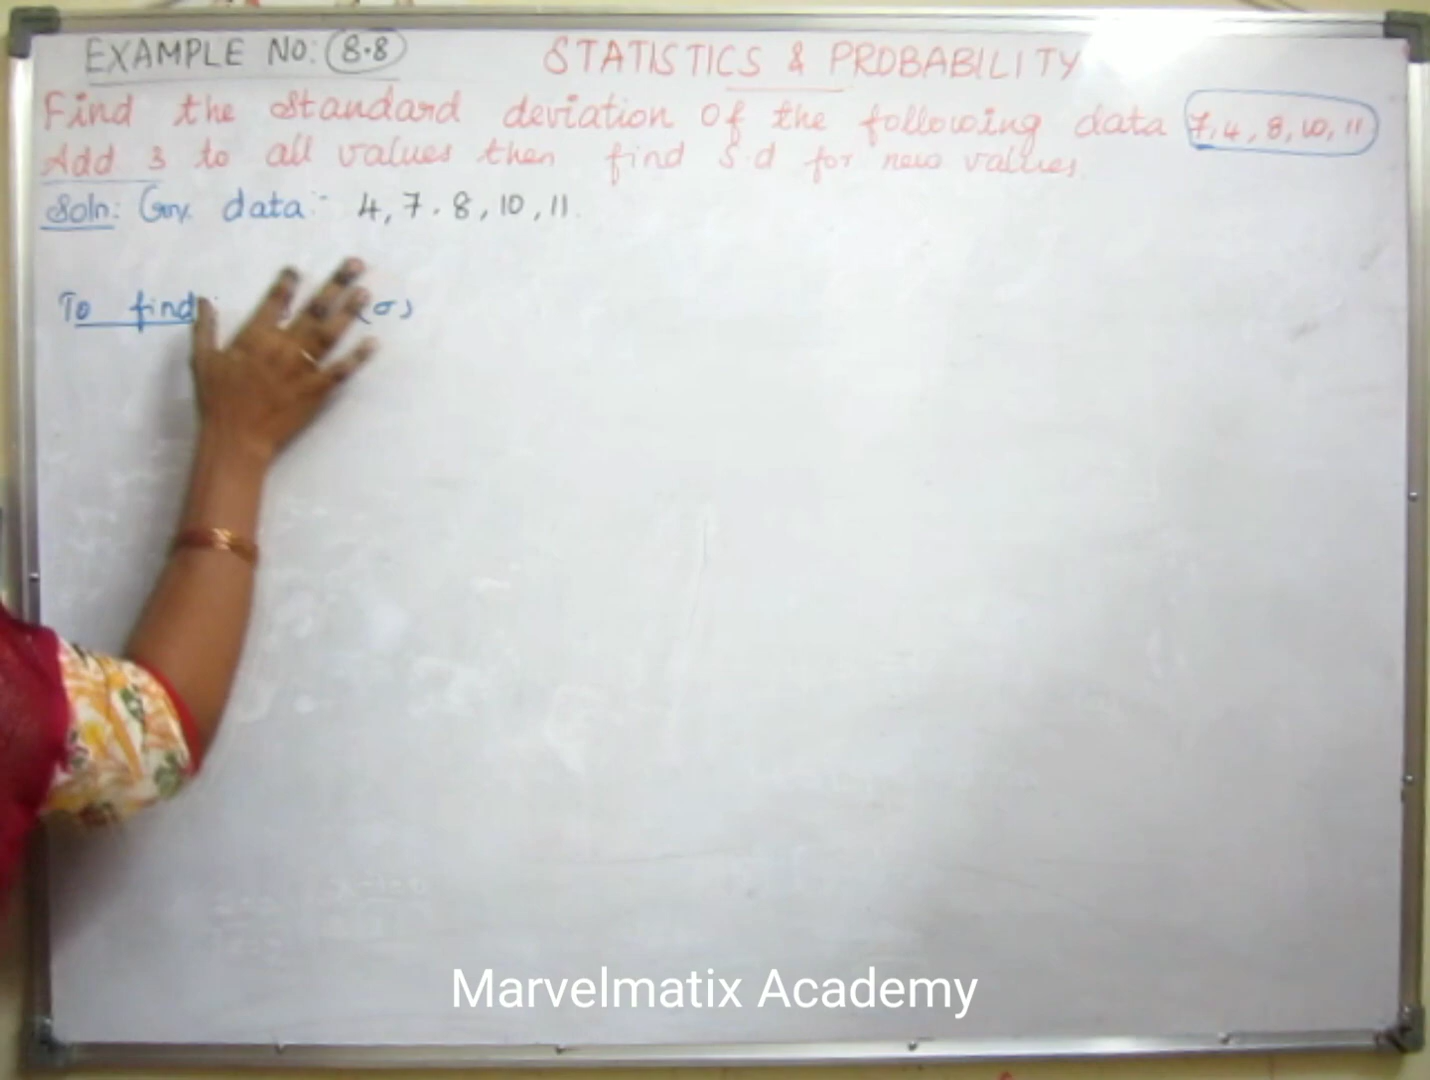 EXAMPLE NO: 8.8 STATISTICS & PROBABILITY
Find the standard deviation of the following data 7, 4, 8, 10, 11
Add 3 to all values then find S.d for new values.
Soln: Gn. data:- 4, 7, 8, 10, 11.
To find: (σ)
Marvelmatix Academy